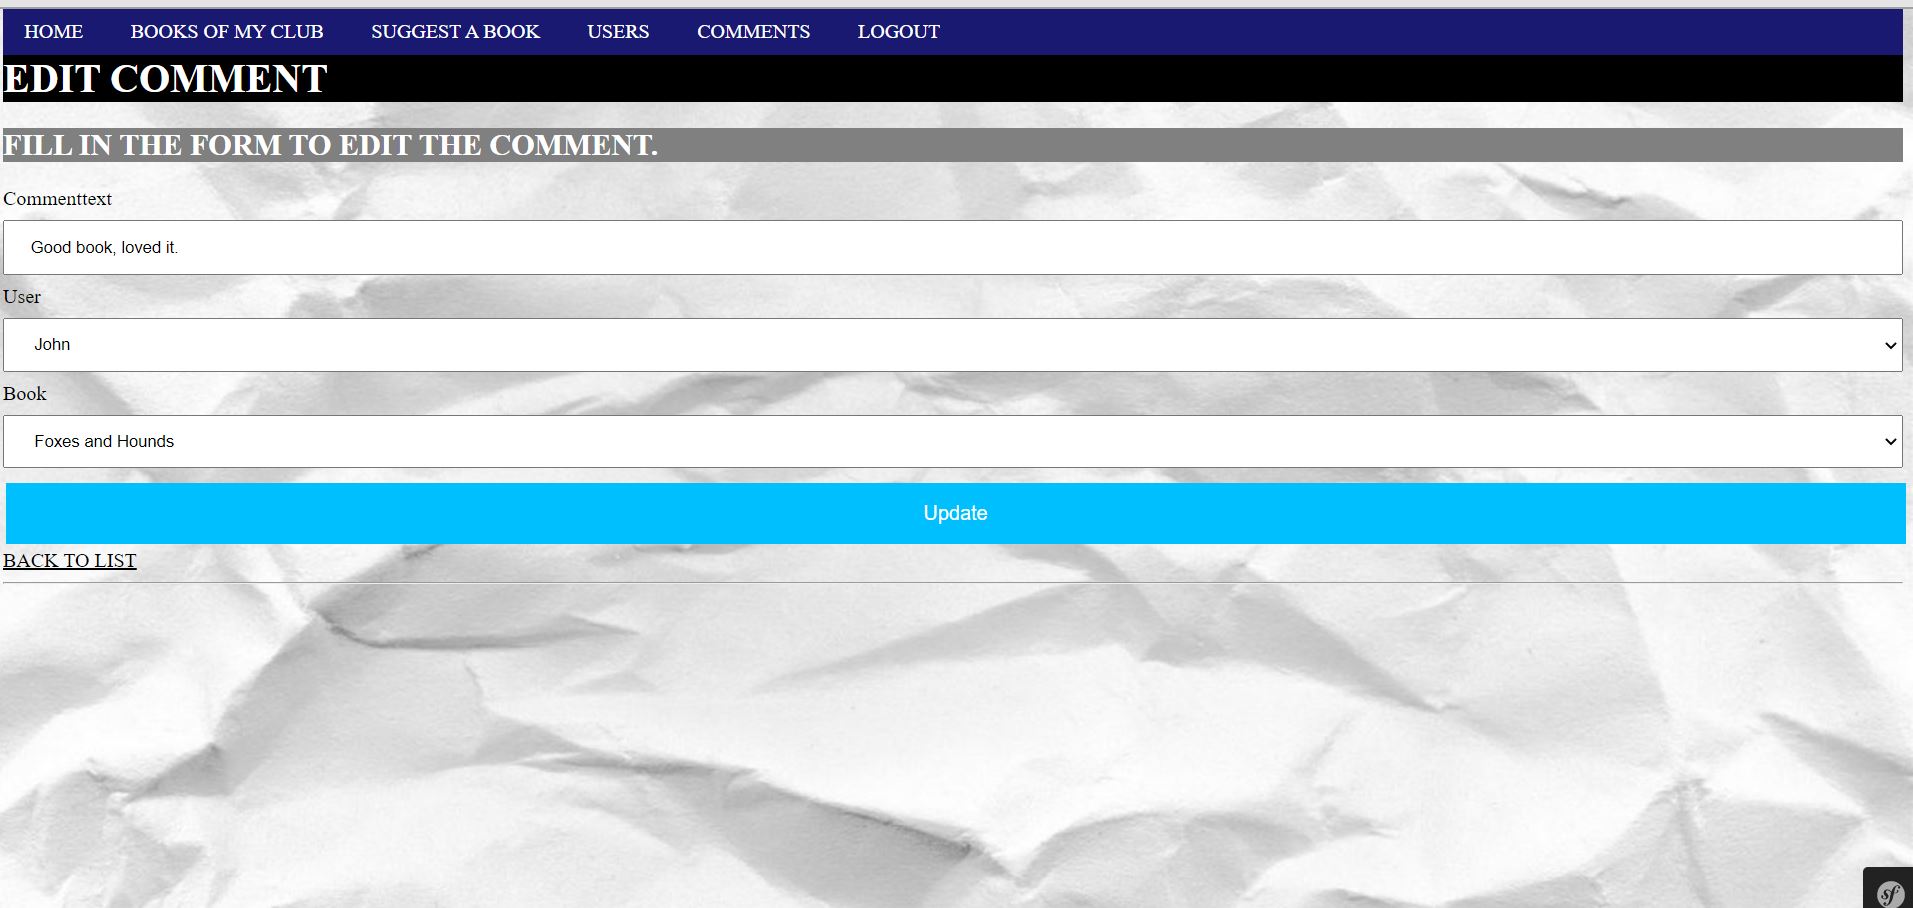 HOME BOOKS OF MY CLUB SUGGEST A BOOK USERS COMMENTS LOGOUT
EDIT COMMENT
FILL IN THE FORM TO EDIT THE COMMENT.
Commenttext
Good book, loved it.
User
John
Book
Foxes and Hounds
Update
BACK TO LIST
sf